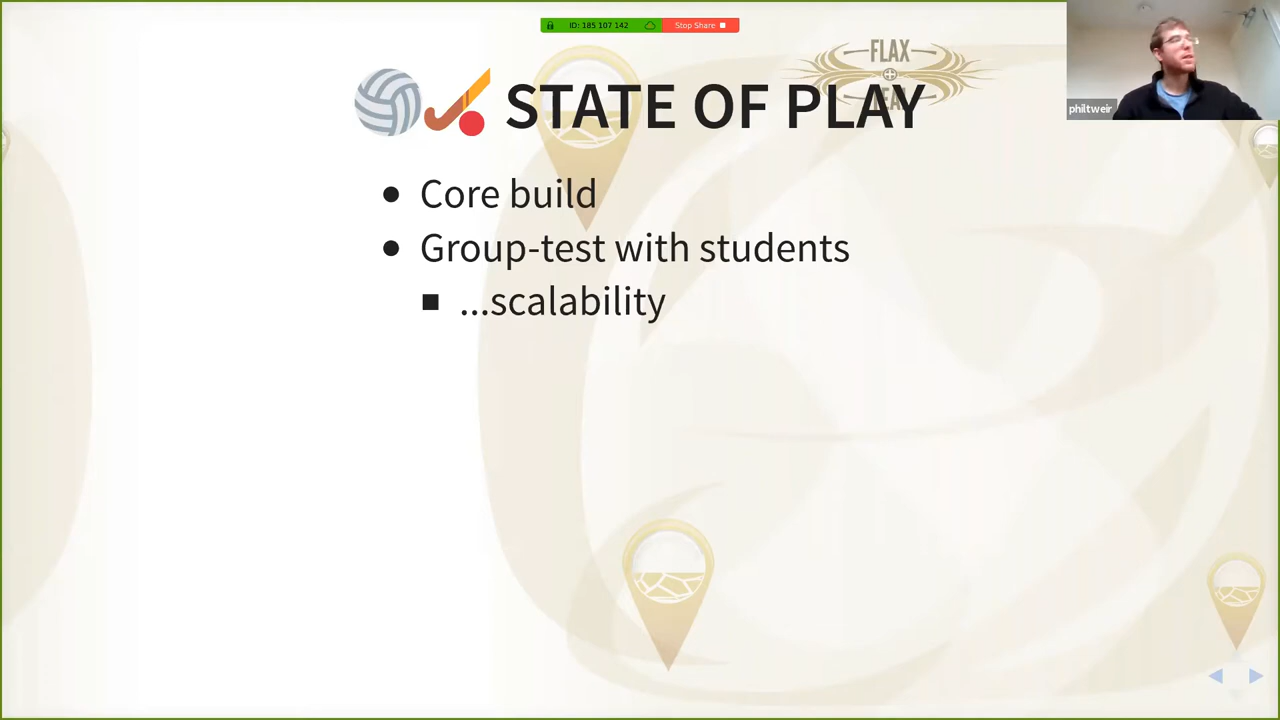 ID: 185 107 142 Stop Share
FLAX
STATE OF PLAY
philtweir
● Core build
● Group-test with students
■ ...scalability